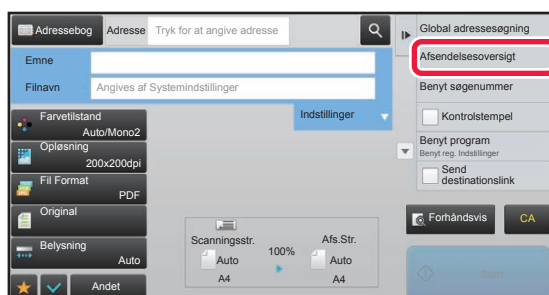 Adressebog
Adresse
Tryk for at angive adresse
Emne
Filnavn
Angives af Systemindstillinger
Indstillinger
Farvetilstand
Auto/Mono2
Opløsning
200x200dpi
Fil Format
PDF
Original
Belysning
Auto
Andet
Scanningsstr.
Auto
A4
100%
Afs.Str.
Auto
A4
Global adressesøgning
Afsendelsesoversigt
Benyt søgenummer
Kontrolstempel
Benyt program
Benyt reg. Indstillinger
Send
destinationslink
Forhåndsvis
CA
Start